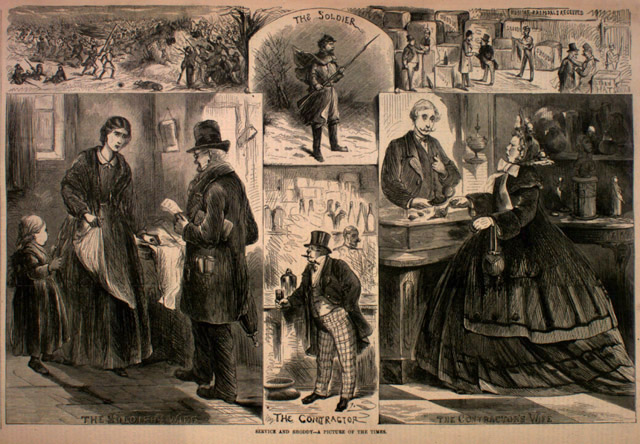 THE SOLDIER
THE SOLDIER'S WIFE
THE CONTRACTOR
THE CONTRACTOR'S WIFE
SERVICE AND SHODDY—A PICTURE OF THE TIMES.